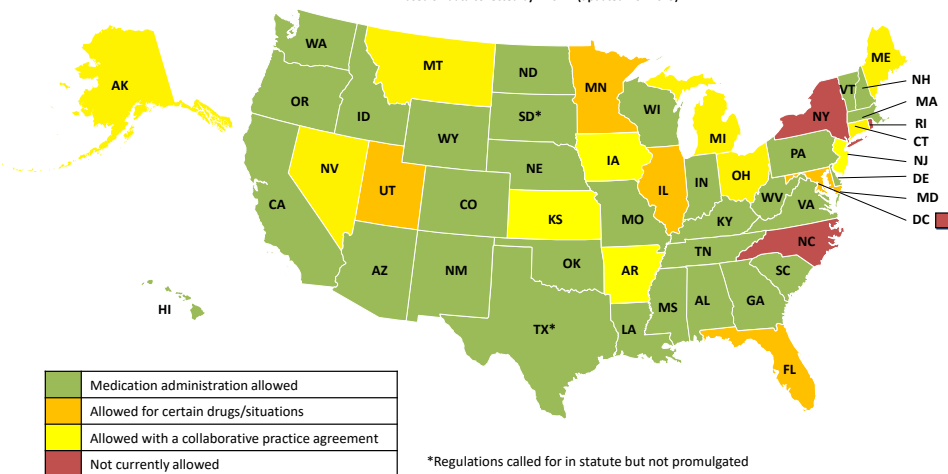 WA
ND
MT
MN
ME
AK
VT
NH
MA
RI
CT
NJ
DE
MD
DC
OR
ID
SD*
WI
MI
NY
WY
PA
NV
NE
IA
OH
IL
IN
UT
CA
CO
KS
MO
WV
VA
KY
NC
TN
AZ
NM
OK
AR
SC
MS
AL
GA
HI
TX*
LA
FL
Medication administration allowed
Allowed for certain drugs/situations
Allowed with a collaborative practice agreement
Not currently allowed
*Regulations called for in statute but not promulgated